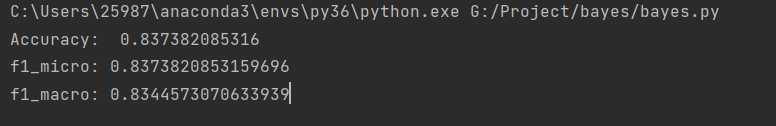 C:\Users\25987\anaconda3\envs\py36\python.exe G:/Project/bayes/bayes.py
Accuracy:  0.837382085316
f1_micro: 0.8373820853159696
f1_macro: 0.8344573070633939